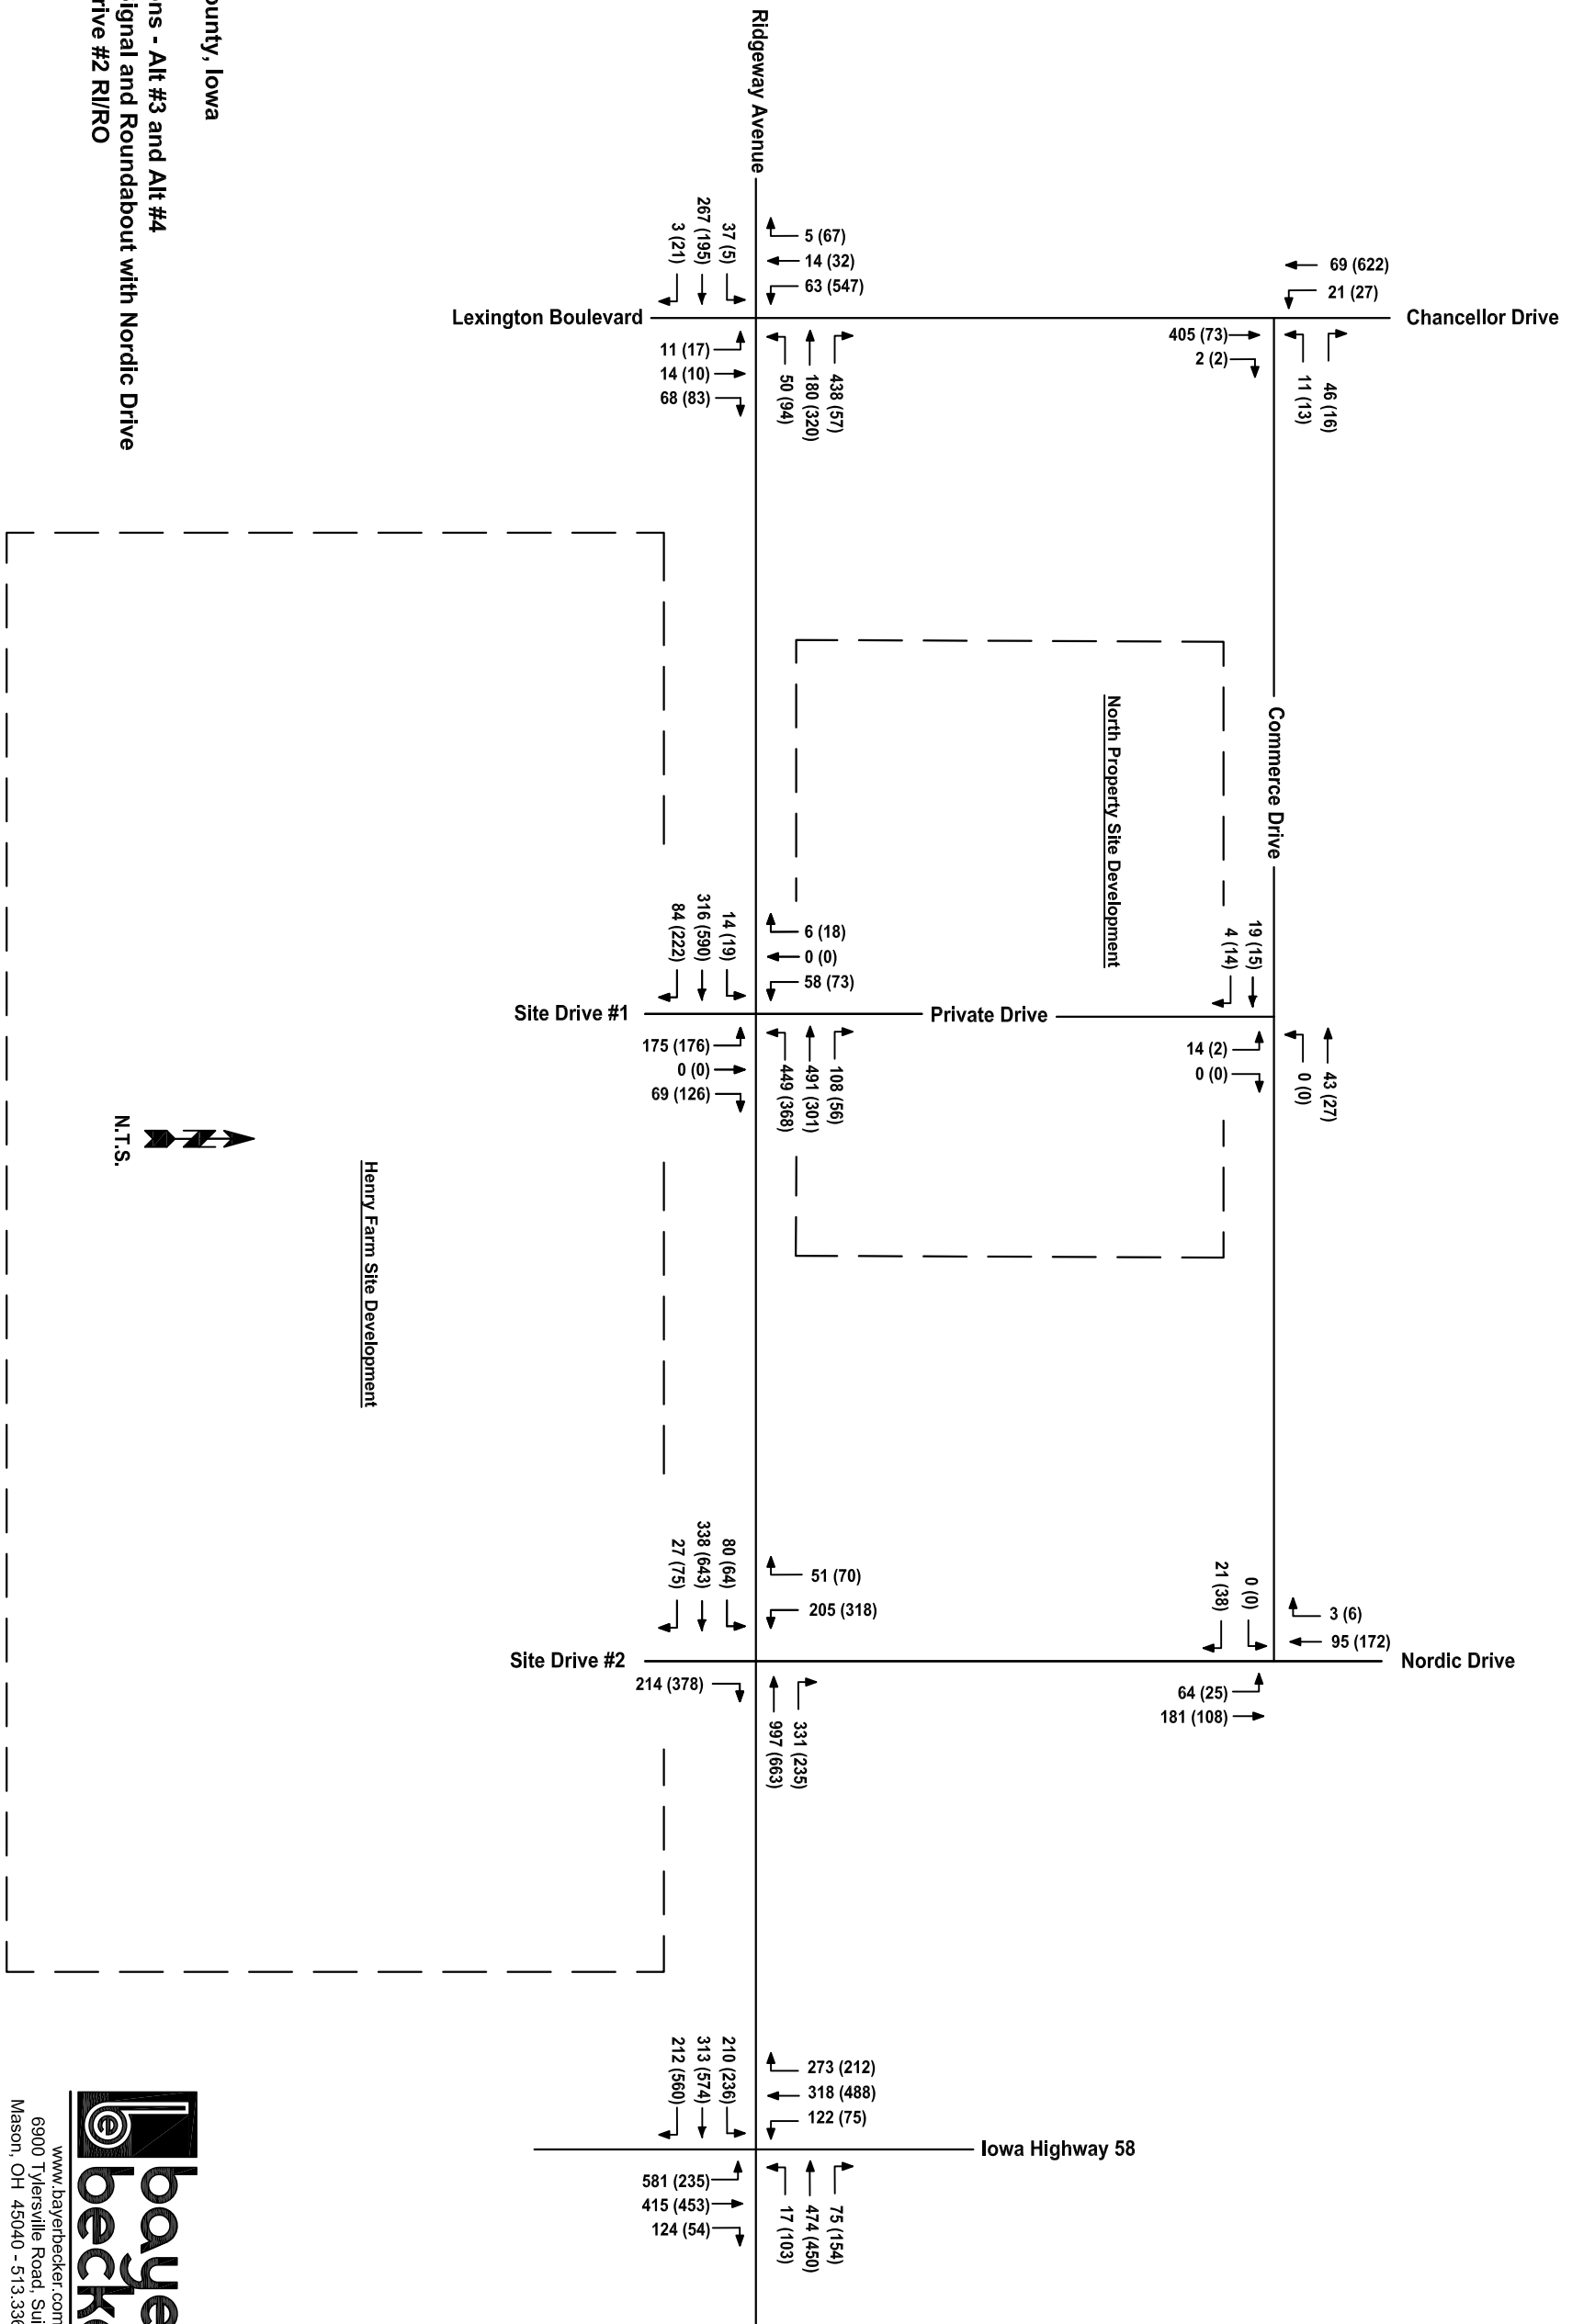 Ridgeway Avenue
Lexington Boulevard
Chancellor Drive
267 (195)
3 (21)
37 (5)
5 (67)
14 (32)
63 (547)
11 (17)
14 (10)
68 (83)
50 (94)
180 (320)
438 (57)
69 (622)
21 (27)
405 (73)
2 (2)
11 (13)
46 (16)
Commerce Drive
North Property Site Development
84 (222)
316 (590)
14 (19)
6 (18)
0 (0)
58 (73)
Site Drive #1
Private Drive
175 (176)
0 (0)
69 (126)
449 (368)
491 (301)
108 (56)
4 (14)
19 (15)
14 (2)
0 (0)
0 (0)
43 (27)
N.T.S.
Henry Farm Site Development
27 (75)
338 (643)
80 (64)
51 (70)
205 (318)
Site Drive #2
214 (378)
997 (663)
331 (235)
21 (38)
0 (0)
3 (6)
95 (172)
Nordic Drive
64 (25)
181 (108)
212 (560)
313 (574)
210 (236)
273 (212)
318 (488)
122 (75)
Iowa Highway 58
581 (235)
415 (453)
124 (54)
17 (103)
474 (450)
75 (154)
ounty, Iowa
ns - Alt #3 and Alt #4
ignal and Roundabout with Nordic Drive
rive #2 RI/RO
be
baye
becke
www.bayerbecker.com
6900 Tylersville Road, Sui
Mason, OH 45040 - 513.336